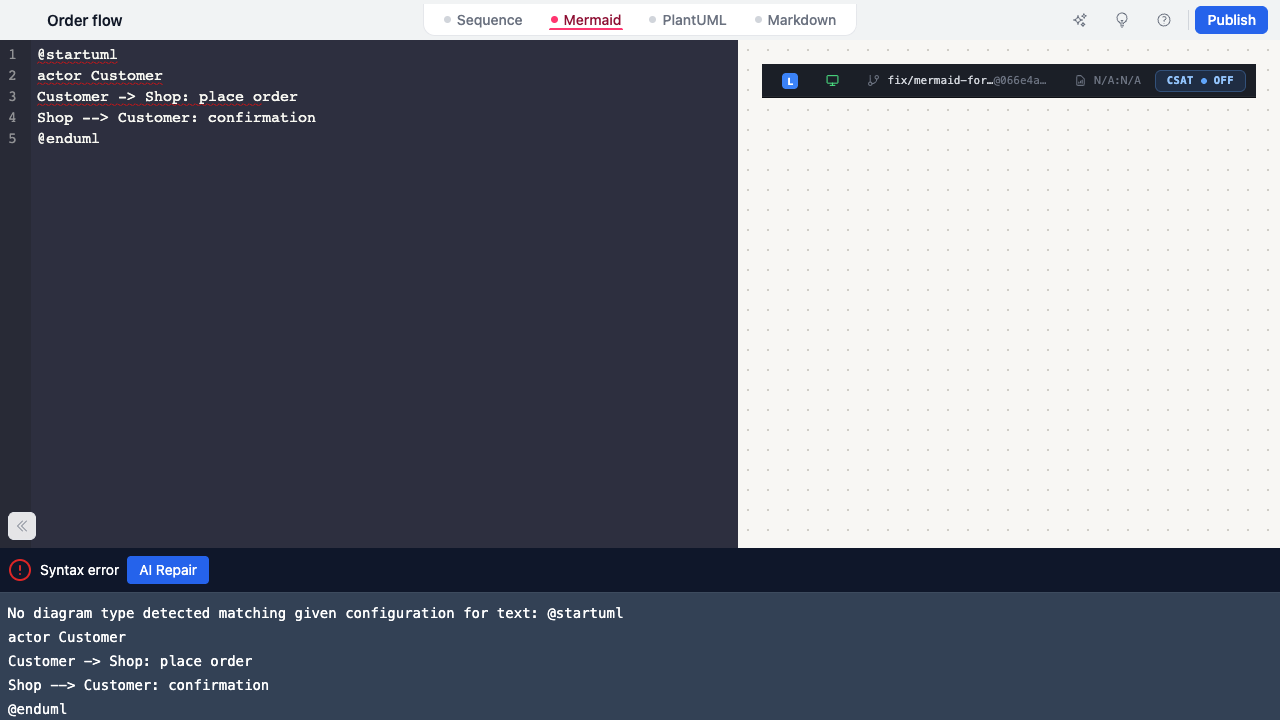 Order flow
Sequence
Mermaid
PlantUML
Markdown
Publish
1 @startuml
2 actor Customer
3 Customer -> Shop: place order
4 Shop --> Customer: confirmation
5 @enduml
L
fix/mermaid-for…@066e4a…
N/A:N/A
CSAT ● OFF
Syntax error
AI Repair
No diagram type detected matching given configuration for text: @startuml
actor Customer
Customer -> Shop: place order
Shop --> Customer: confirmation
@enduml